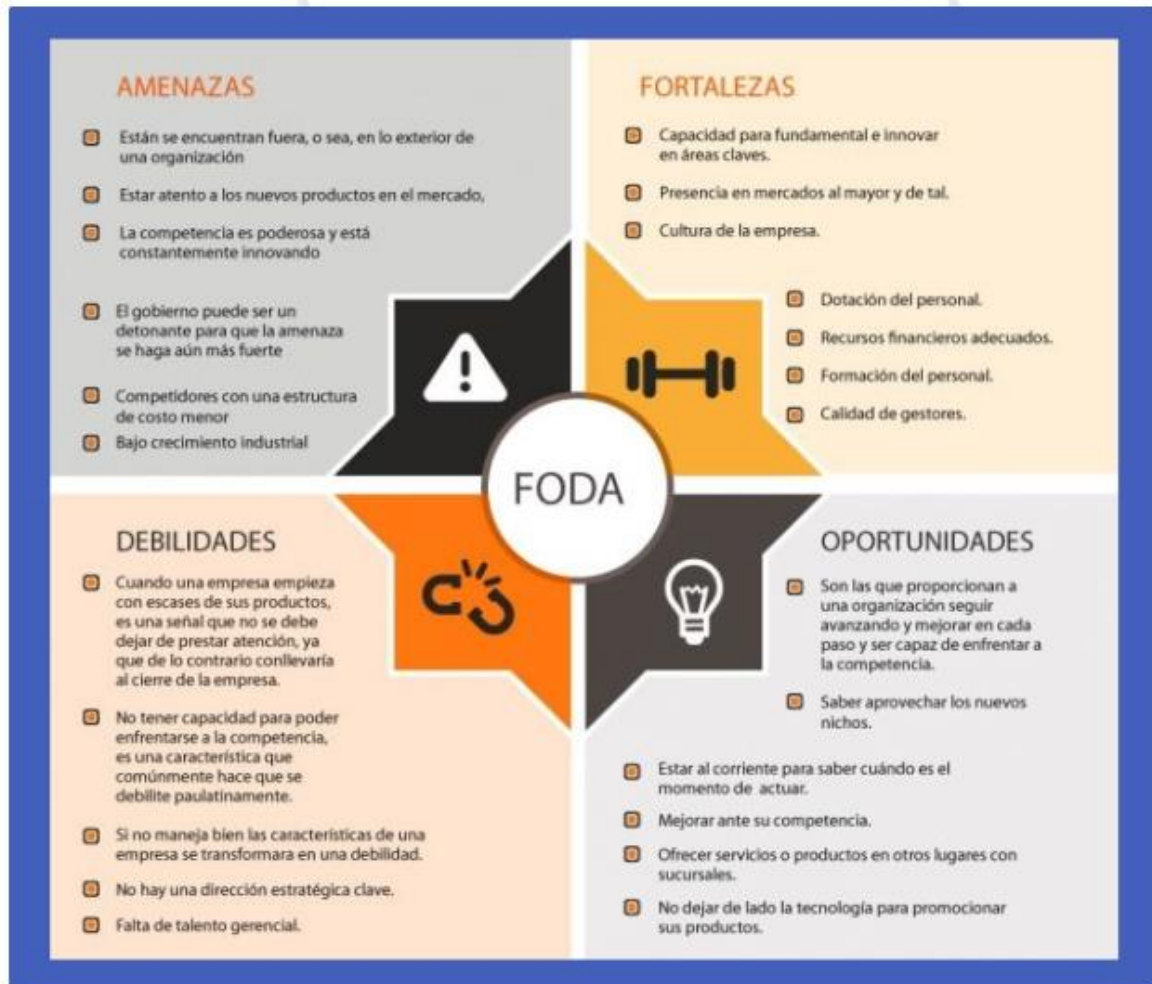 AMENAZAS
Están se encuentran fuera, o sea, en lo exterior de
una organización
Estar atento a los nuevos productos en el mercado,
La competencia es poderosa y está
constantemente innovando
El gobierno puede ser un
detonante para que la amenaza
se haga aún más fuerte
Competidores con una estructura
de costo menor
Bajo crecimiento industrial
FORTALEZAS
Capacidad para fundamental e innovar
en áreas claves.
Presencia en mercados al mayor y de tal.
Cultura de la empresa.
Dotación del personal.
Recursos financieros adecuados.
Formación del personal.
Calidad de gestores.
FODA
DEBILIDADES
Cuando una empresa empieza
con escases de sus productos,
es una señal que no se debe
dejar de prestar atención, ya
que de lo contrario conllevaría
al cierre de la empresa.
No tener capacidad para poder
enfrentarse a la competencia,
es una característica que
comúnmente hace que se
debilite paulatinamente.
Si no maneja bien las características de una
empresa se transformara en una debilidad.
No hay una dirección estratégica clave.
Falta de talento gerencial.
OPORTUNIDADES
Son las que proporcionan a
una organización seguir
avanzando y mejorar en cada
paso y ser capaz de enfrentar a
la competencia.
Saber aprovechar los nuevos
nichos.
Estar al corriente para saber cuándo es el
momento de actuar.
Mejorar ante su competencia.
Ofrecer servicios o productos en otros lugares con
sucursales.
No dejar de lado la tecnología para promocionar
sus productos.